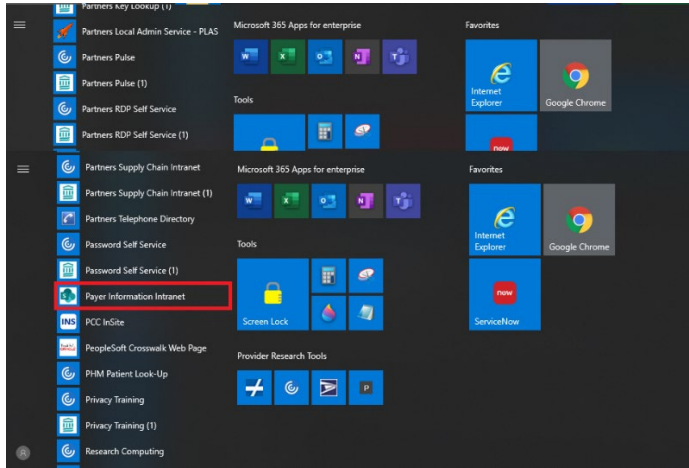 Partners Key Lookup (1)
Partners Local Admin Service - PLAS
Partners Pulse
Partners Pulse (1)
Partners RDP Self Service
Partners RDP Self Service (1)
Microsoft 365 Apps for enterprise
Tools
Favorites
Internet
Explorer
Google Chrome
now
Partners Supply Chain Intranet
Partners Supply Chain Intranet (1)
Partners Telephone Directory
Password Self Service
Password Self Service (1)
Payer Information Intranet
INS
PCC InSite
PeopleSoft Crosswalk Web Page
PHM Patient Look-Up
Privacy Training
Privacy Training (1)
Research Computing
Microsoft 365 Apps for enterprise
Tools
Screen Lock
Provider Research Tools
P
Favorites
Internet
Explorer
Google Chrome
now
ServiceNow